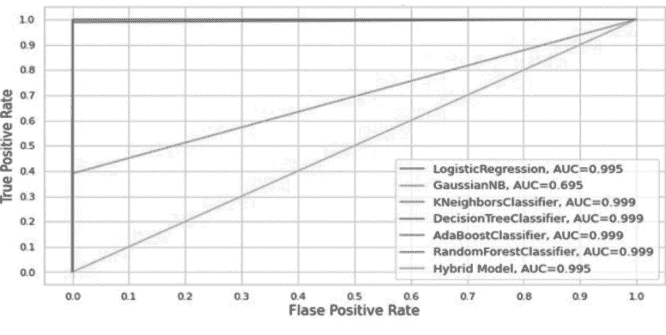 1.0
0.9
0.8
0.7
0.6
0.5
0.4
0.3
0.2
0.1
0.0
True Positive Rate
LogisticRegression, AUC=0.995
GaussianNB, AUC=0.695
KNeighborsClassifier, AUC=0.999
DecisionTreeClassifier, AUC=0.999
AdaBoostClassifier, AUC=0.999
RandomForestClassifier, AUC=0.999
Hybrid Model, AUC=0.995
0.0 0.1 0.2 0.3 0.4 0.5 0.6 0.7 0.8 0.9 1.0
Flase Positive Rate